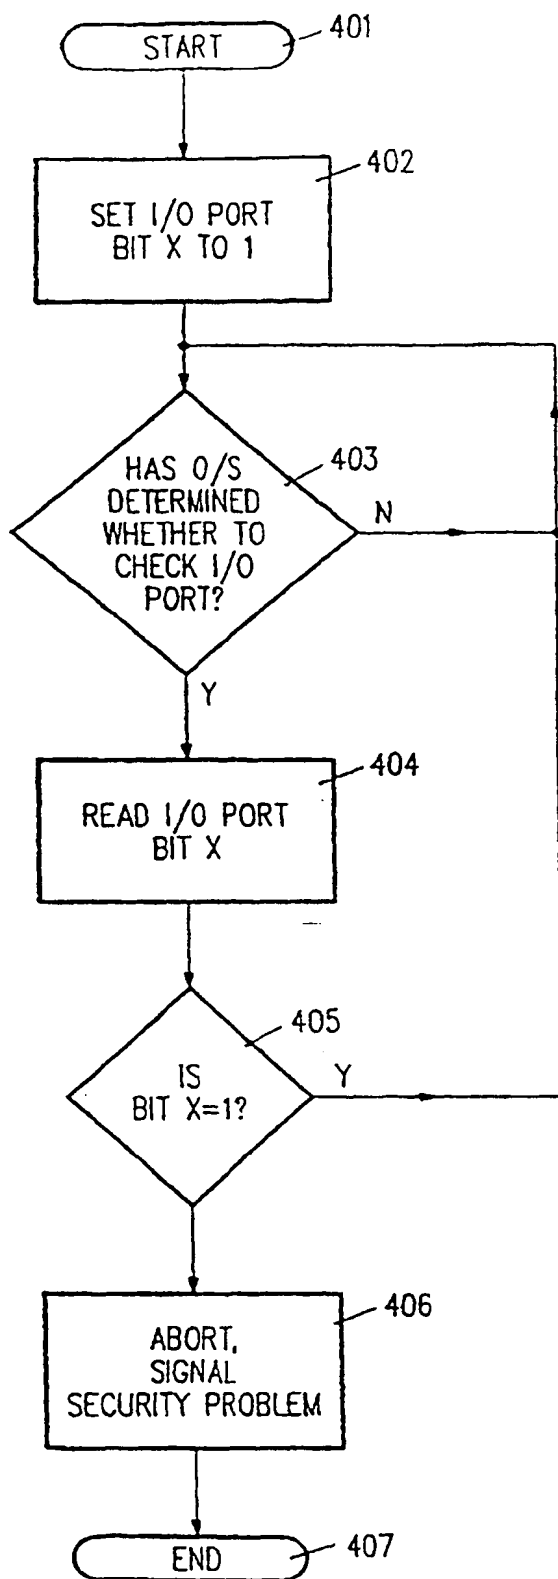 START
401
402
SET I/O PORT
BIT X TO 1
403
HAS O/S
DETERMINED
WHETHER TO
CHECK I/O
PORT?
N
Y
404
READ I/O PORT
BIT X
405
IS
BIT X=1?
Y
406
ABORT,
SIGNAL
SECURITY PROBLEM
END
407